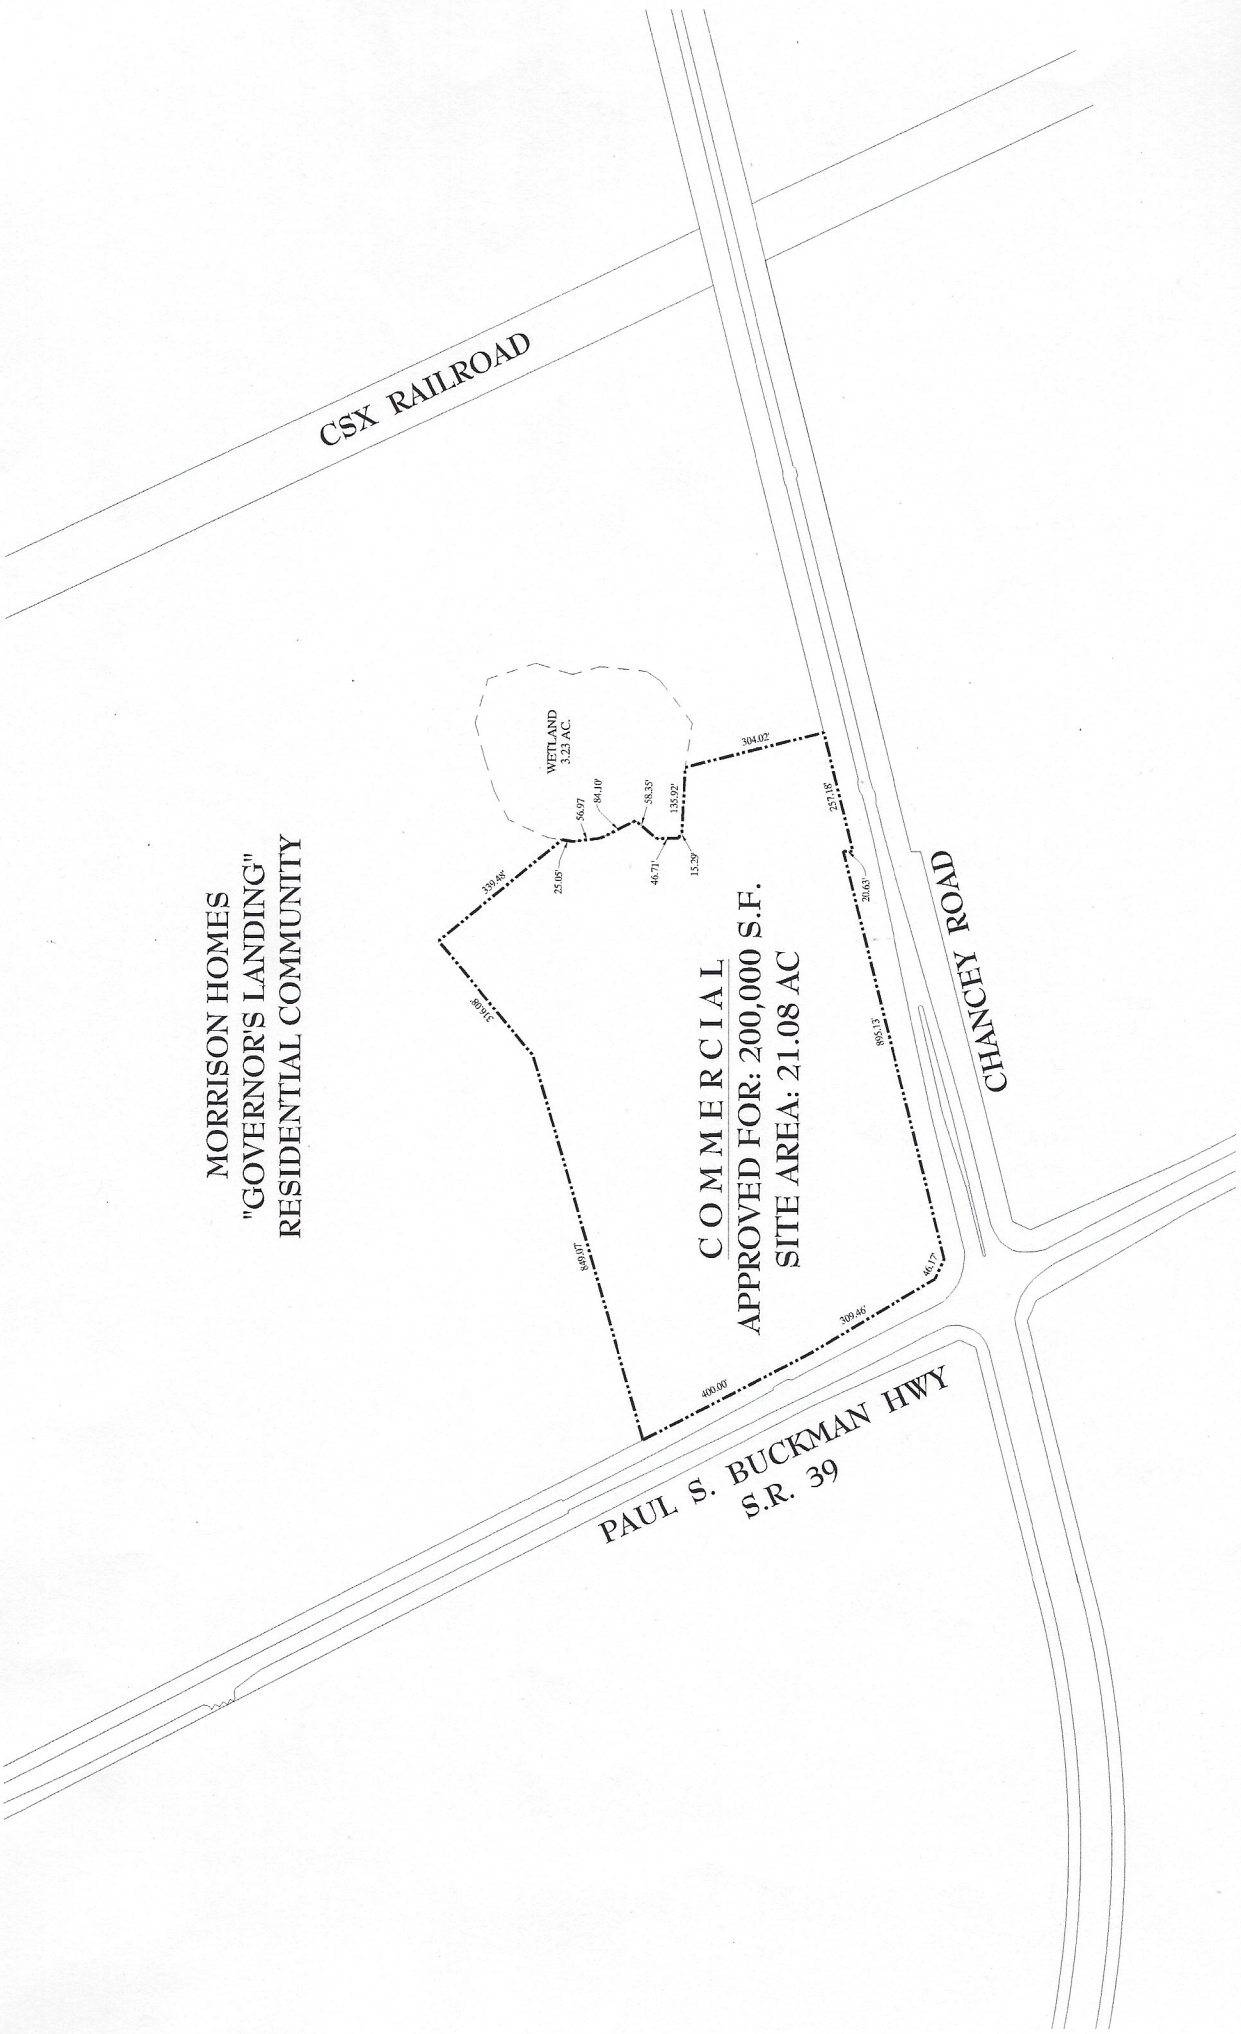 MORRISON HOMES
"GOVERNOR'S LANDING"
RESIDENTIAL COMMUNITY
CSX RAILROAD
WETLAND
3.23 AC.
339.48'
316.08'
849.07'
25.05'
56.97
84.10'
58.35'
46.71'
15.29'
135.92'
304.02'
257.18'
20.63'
895.13'
46.17'
309.46'
400.00'
COMMERCIAL
APPROVED FOR: 200,000 S.F.
SITE AREA: 21.08 AC
CHANCEY ROAD
PAUL S. BUCKMAN HWY
S.R. 39